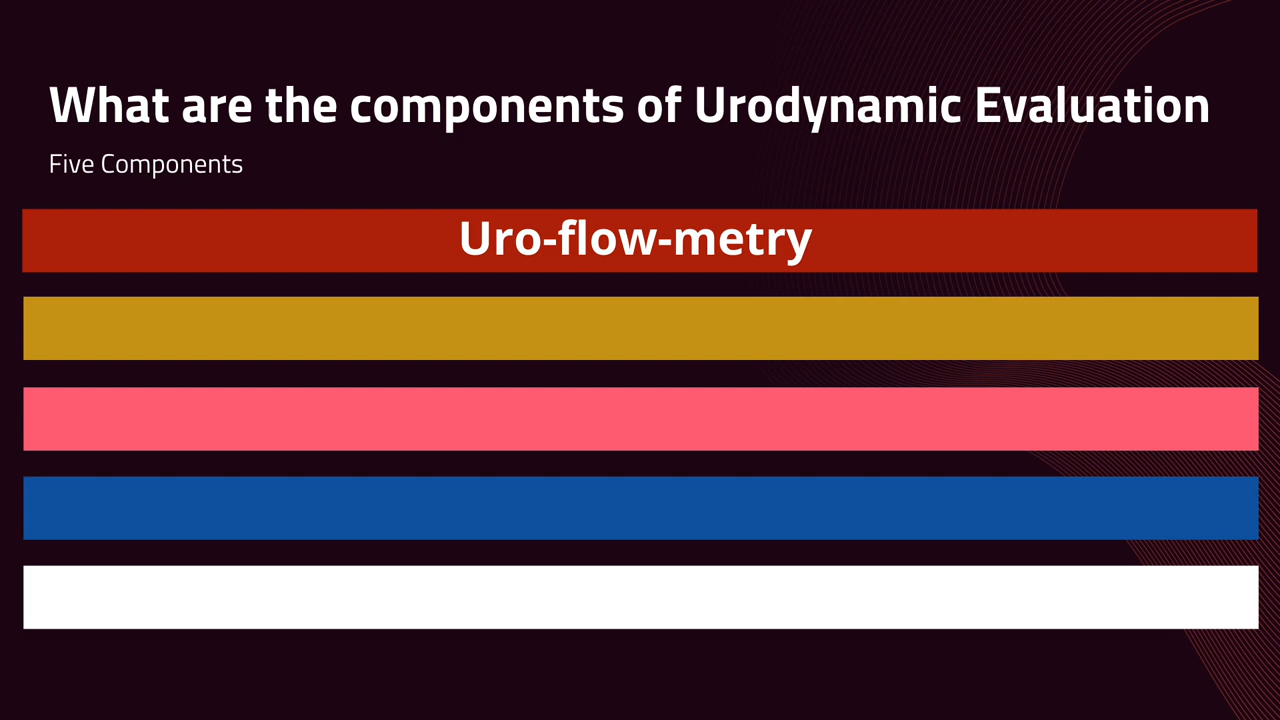 What are the components of Urodynamic Evaluation
Five Components
Uro-flow-metry